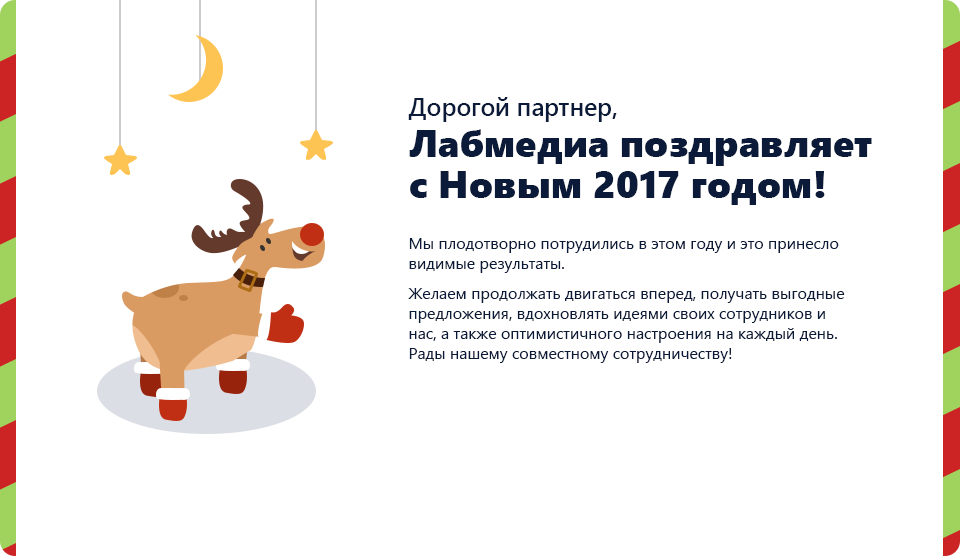 Дорогой партнер,
Лабмедиа поздравляет
с Новым 2017 годом!
Мы плодотворно потрудились в этом году и это принесло
видимые результаты.
Желаем продолжать двигаться вперед, получать выгодные
предложения, вдохновлять идеями своих сотрудников и
нас, а также оптимистичного настроения на каждый день.
Рады нашему совместному сотрудничеству!